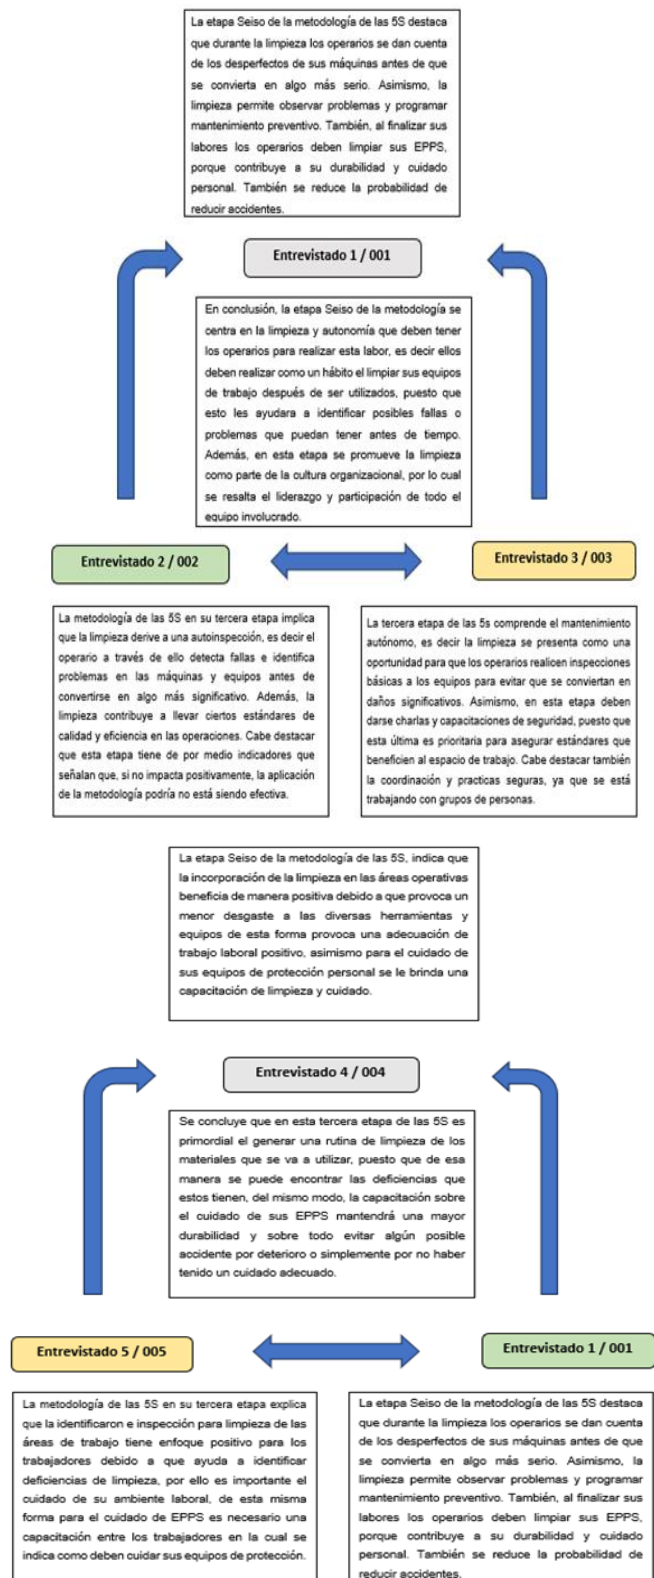 La etapa Seiso de la metodología de las 5S destaca
que durante la limpieza los operarios se dan cuenta
de los desperfectos de sus máquinas antes de que
se convierta en algo más serio. Asimismo, la
limpieza permite observar problemas y programar
mantenimiento preventivo. También, al finalizar sus
labores los operarios deben limpiar sus EPPS,
porque contribuye a su durabilidad y cuidado
personal. También se reduce la probabilidad de
reducir accidentes.
Entrevistado 1 / 001
En conclusión, la etapa Seiso de la metodología se
centra en la limpieza y autonomía que deben tener
los operarios para realizar esta labor, es decir ellos
deben realizar como un hábito el limpiar sus equipos
de trabajo después de ser utilizados, puesto que
esto les ayudara a identificar posibles fallas o
problemas que puedan tener antes de tiempo.
Además, en esta etapa se promueve la limpieza
como parte de la cultura organizacional, por lo cual
se resalta el liderazgo y participación de todo el
equipo involucrado.
Entrevistado 2 / 002
Entrevistado 3 / 003
La metodología de las 5S en su tercera etapa implica
que la limpieza derive a una autoinspección, es decir el
operario a través de ello detecta fallas e identifica
problemas en las máquinas y equipos antes de
convertirse en algo más significativo. Además, la
limpieza contribuye a llevar ciertos estándares de
calidad y eficiencia en las operaciones. Cabe destacar
que esta etapa tiene de por medio indicadores que
señalan que, si no impacta positivamente, la aplicación
de la metodología podría no está siendo efectiva.
La tercera etapa de las 5s comprende el mantenimiento
autónomo, es decir la limpieza se presenta como una
oportunidad para que los operarios realicen inspecciones
básicas a los equipos para evitar que se conviertan en
daños significativos. Asimismo, en esta etapa deben
darse charlas y capacitaciones de seguridad, puesto que
esta última es prioritaria para asegurar estándares que
beneficien al espacio de trabajo. Cabe destacar también
la coordinación y practicas seguras, ya que se está
trabajando con grupos de personas.
La etapa Seiso de la metodología de las 5S, indica que
la incorporación de la limpieza en las áreas operativas
beneficia de manera positiva debido a que provoca un
menor desgaste a las diversas herramientas y
equipos de esta forma provoca una adecuación de
trabajo laboral positivo, asimismo para el cuidado de
sus equipos de protección personal se le brinda una
capacitación de limpieza y cuidado.
Entrevistado 4 / 004
Se concluye que en esta tercera etapa de las 5S es
primordial el generar una rutina de limpieza de los
materiales que se va a utilizar, puesto que de esa
manera se puede encontrar las deficiencias que
estos tienen, del mismo modo, la capacitación sobre
el cuidado de sus EPPS mantendrá una mayor
durabilidad y sobre todo evitar algún posible
accidente por deterioro o simplemente por no haber
tenido un cuidado adecuado.
Entrevistado 5 / 005
Entrevistado 1 / 001
La metodología de las 5S en su tercera etapa explica
que la identificaron e inspección para limpieza de las
áreas de trabajo tiene enfoque positivo para los
trabajadores debido a que ayuda a identificar
deficiencias de limpieza, por ello es importante el
cuidado de su ambiente laboral, de esta misma
forma para el cuidado de EPPS es necesario una
capacitación entre los trabajadores en la cual se
indica como deben cuidar sus equipos de protección.
La etapa Seiso de la metodología de las 5S destaca
que durante la limpieza los operarios se dan cuenta
de los desperfectos de sus máquinas antes de que
se convierta en algo más serio. Asimismo, la
limpieza permite observar problemas y programar
mantenimiento preventivo. También, al finalizar sus
labores los operarios deben limpiar sus EPPS,
porque contribuye a su durabilidad y cuidado
personal. También se reduce la probabilidad de
reducir accidentes.